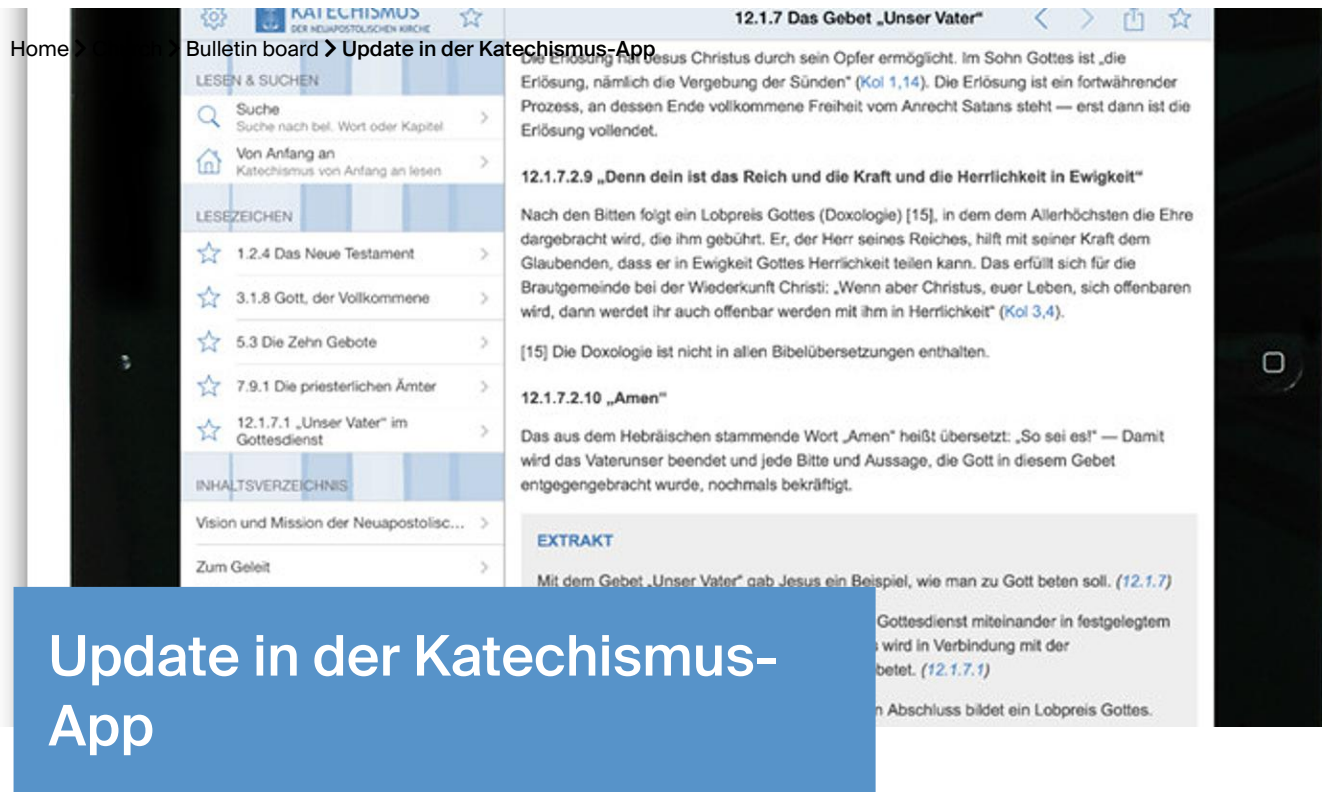 KATECHISMUS
DER NEUAPOSTOLISCHEN KIRCHE
12.1.7 Das Gebet „Unser Vater"
Home
Bulletin board
Update in der Katechismus-App
LESEN & SUCHEN
Suche
Suche nach bel. Wort oder Kapitel
Von Anfang an
Katechismus von Anfang an lesen
LESEZEICHEN
1.2.4 Das Neue Testament
3.1.8 Gott, der Vollkommene
5.3 Die Zehn Gebote
7.9.1 Die priesterlichen Ämter
12.1.7.1 „Unser Vater" im
Gottesdienst
INHALTSVERZEICHNIS
Vision und Mission der Neuapostolisc...
Zum Geleit
Die Erlösung hat Jesus Christus durch sein Opfer ermöglicht. Im Sohn Gottes ist „die
Erlösung, nämlich die Vergebung der Sünden" (Kol 1,14). Die Erlösung ist ein fortwährender
Prozess, an dessen Ende vollkommene Freiheit vom Anrecht Satans steht — erst dann ist die
Erlösung vollendet.
12.1.7.2.9 „Denn dein ist das Reich und die Kraft und die Herrlichkeit in Ewigkeit"
Nach den Bitten folgt ein Lobpreis Gottes (Doxologie) [15], in dem dem Allerhöchsten die Ehre
dargebracht wird, die ihm gebührt. Er, der Herr seines Reiches, hilft mit seiner Kraft dem
Glaubenden, dass er in Ewigkeit Gottes Herrlichkeit teilen kann. Das erfüllt sich für die
Brautgemeinde bei der Wiederkunft Christi: „Wenn aber Christus, euer Leben, sich offenbaren
wird, dann werdet ihr auch offenbar werden mit ihm in Herrlichkeit" (Kol 3,4).
[15] Die Doxologie ist nicht in allen Bibelübersetzungen enthalten.
12.1.7.2.10 „Amen"
Das aus dem Hebräischen stammende Wort „Amen" heißt übersetzt: „So sei es!" — Damit
wird das Vaterunser beendet und jede Bitte und Aussage, die Gott in diesem Gebet
entgegengebracht wurde, nochmals bekräftigt.
EXTRAKT
Mit dem Gebet „Unser Vater" gab Jesus ein Beispiel, wie man zu Gott beten soll. (12.1.7)
Gottesdienst miteinander in festgelegtem
wird in Verbindung mit der
betet. (12.1.7.1)
Abschluss bildet ein Lobpreis Gottes.
Update in der Katechismus-
App